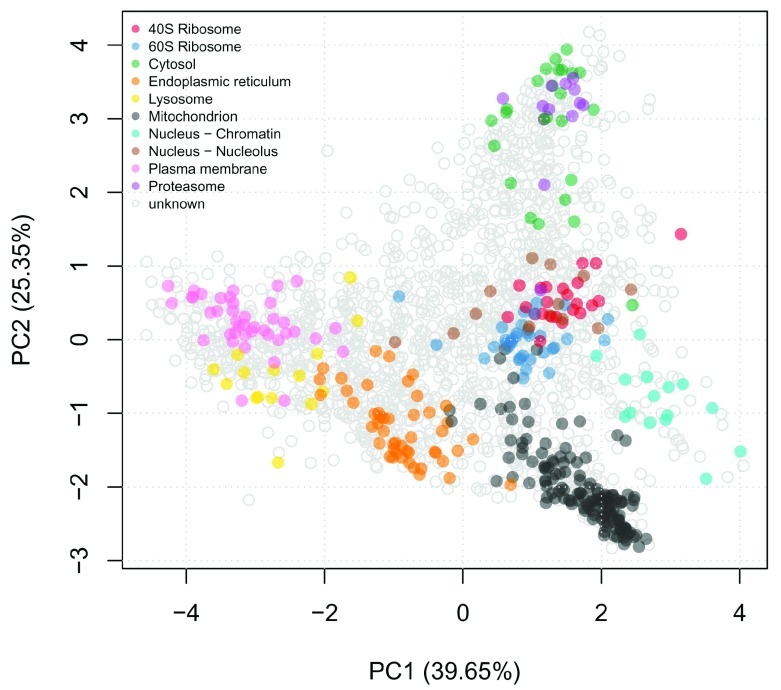 40S Ribosome
60S Ribosome
Cytosol
Endoplasmic reticulum
Lysosome
Mitochondrion
Nucleus − Chromatin
Nucleus − Nucleolus
Plasma membrane
Proteasome
unknown
4
3
2
1
0
−1
−2
−3
PC2 (25.35%)
−4 −2 0 2 4
PC1 (39.65%)